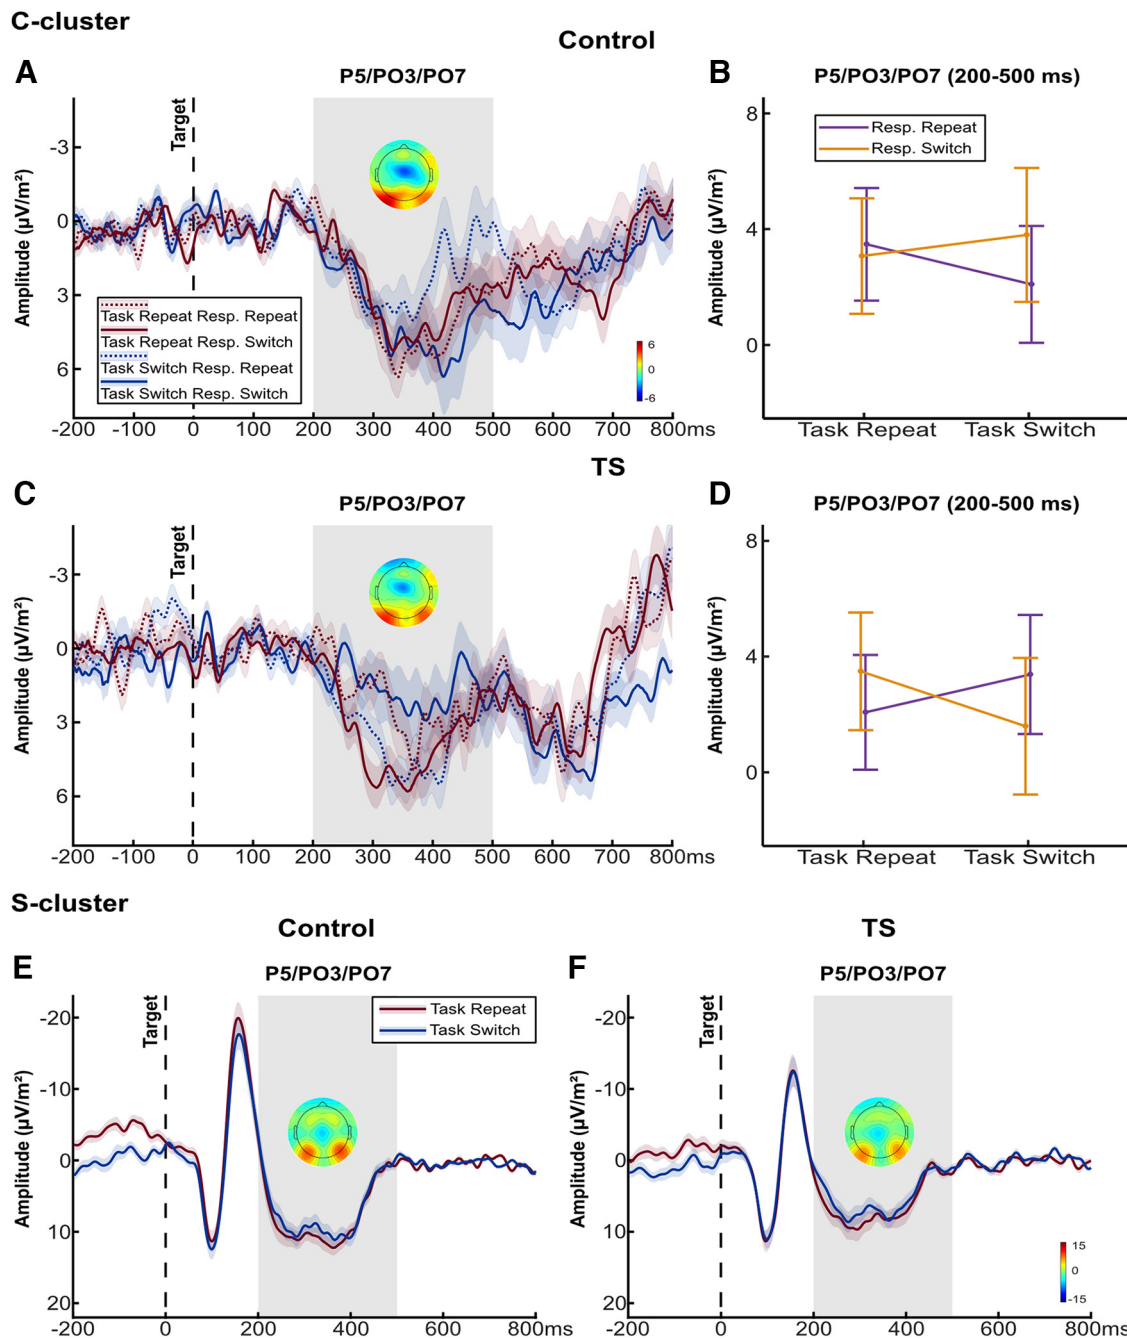 C-cluster
Control
A
P5/PO3/PO7
Target
Amplitude (µV/m²)
-3
0
3
6
Task Repeat Resp. Repeat
Task Repeat Resp. Switch
Task Switch Resp. Repeat
Task Switch Resp. Switch
6
0
-6
-200 -100 0 100 200 300 400 500 600 700 800ms
B
P5/PO3/PO7 (200-500 ms)
Amplitude (µV/m²)
8
4
0
Resp. Repeat
Resp. Switch
Task Repeat Task Switch
TS
C
P5/PO3/PO7
Target
Amplitude (µV/m²)
-3
0
3
6
-200 -100 0 100 200 300 400 500 600 700 800ms
D
P5/PO3/PO7 (200-500 ms)
Amplitude (µV/m²)
8
4
0
Task Repeat Task Switch
S-cluster
Control
E
P5/PO3/PO7
Target
Amplitude (µV/m²)
-20
-10
0
10
20
Task Repeat
Task Switch
-200 0 200 400 600 800ms
TS
F
P5/PO3/PO7
Target
Amplitude (µV/m²)
-20
-10
0
10
20
15
0
-15
-200 0 200 400 600 800ms